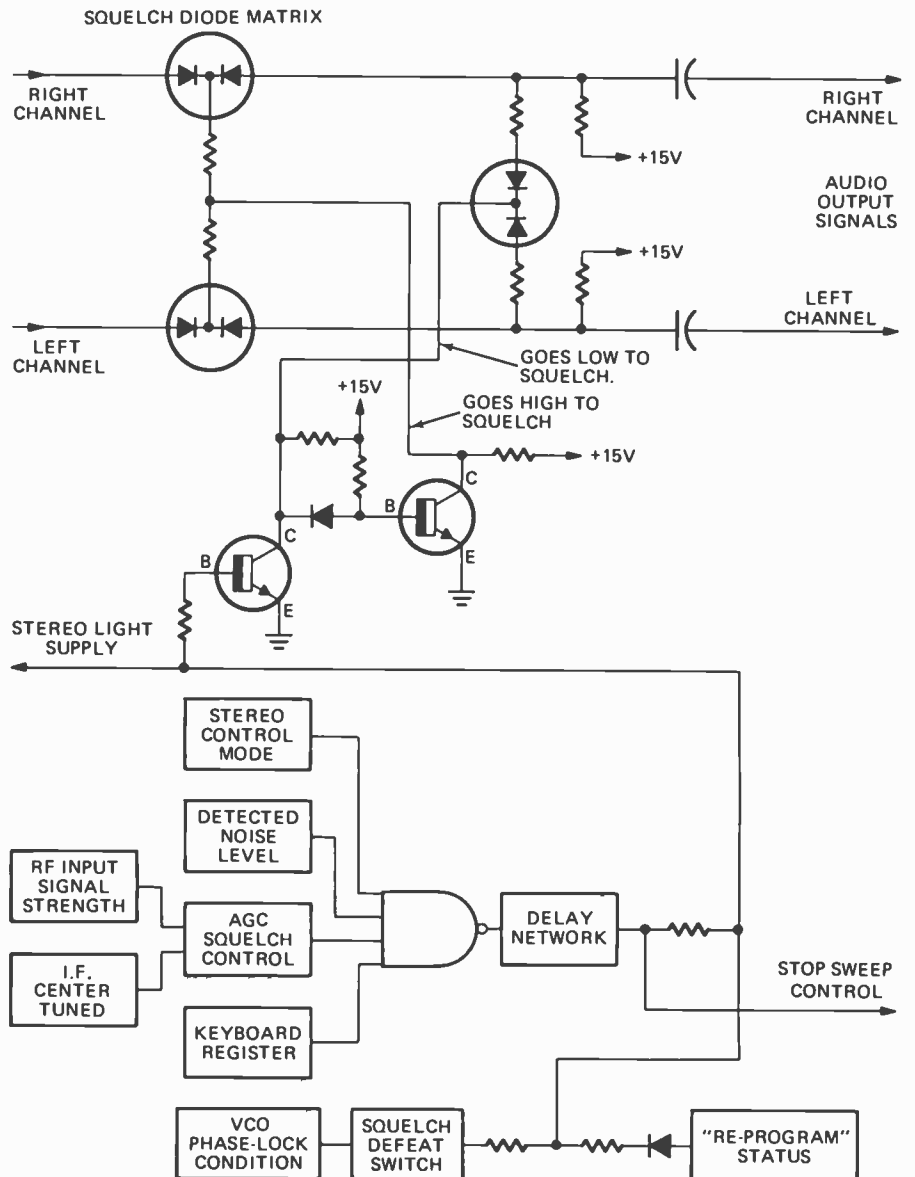 SQUELCH DIODE MATRIX
RIGHT
CHANNEL
RIGHT
CHANNEL
+15V
AUDIO
OUTPUT
SIGNALS
+15V
LEFT
CHANNEL
LEFT
CHANNEL
GOES LOW TO
SQUELCH.
+15V
GOES HIGH TO
SQUELCH
+15V
C
B
C
B
E
E
STEREO LIGHT
SUPPLY
STEREO
CONTROL
MODE
DETECTED
NOISE
LEVEL
RF INPUT
SIGNAL
STRENGTH
AGC
SQUELCH
CONTROL
DELAY
NETWORK
I.F.
CENTER
TUNED
STOP SWEEP
CONTROL
KEYBOARD
REGISTER
VCO
PHASE-LOCK
CONDITION
SQUELCH
DEFEAT
SWITCH
"RE-PROGRAM"
STATUS